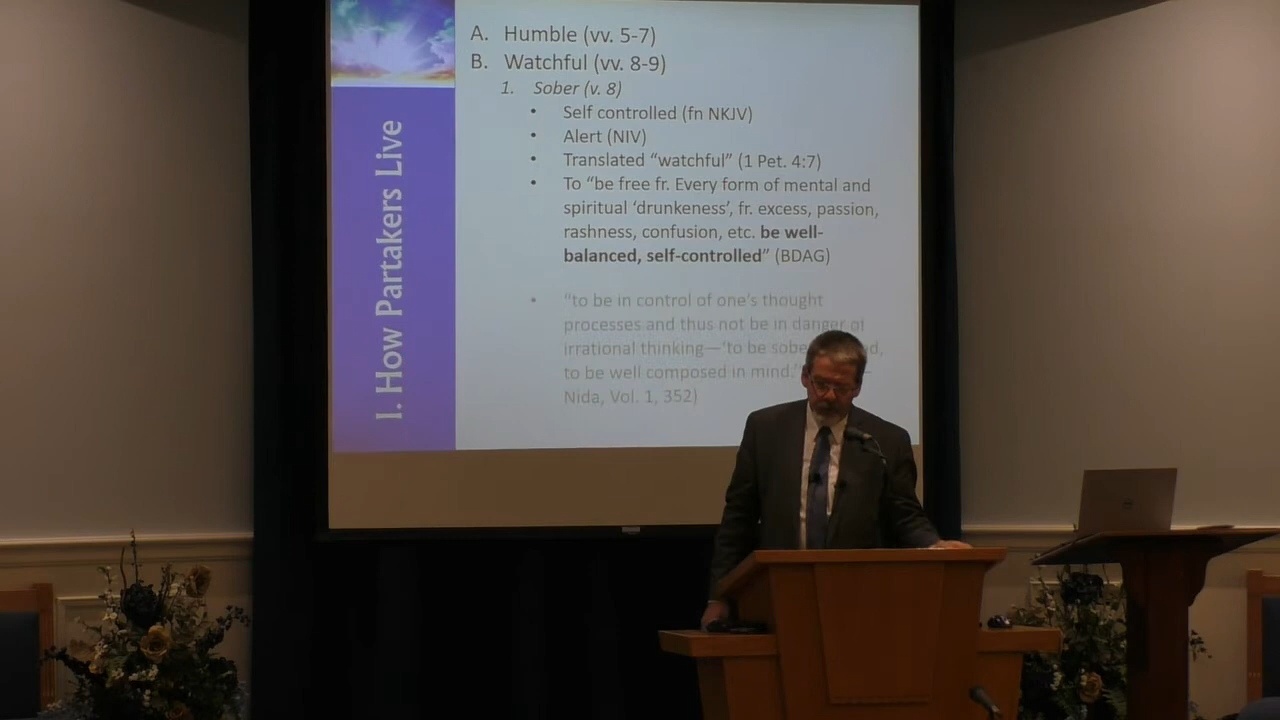 A. Humble (vv. 5-7)
B. Watchful (vv. 8-9)
1. Sober (v. 8)
• Self controlled (fn NKJV)
• Alert (NIV)
• Translated “watchful” (1 Pet. 4:7)
• To “be free fr. Every form of mental and
spiritual ‘drunkeness’, fr. excess, passion,
rashness, confusion, etc. be well-
balanced, self-controlled” (BDAG)
• “to be in control of one’s thought
processes and thus not be in danger of
irrational thinking—‘to be
to be well composed in mind.’
Nida, Vol. 1, 352)
I. How Partakers Live